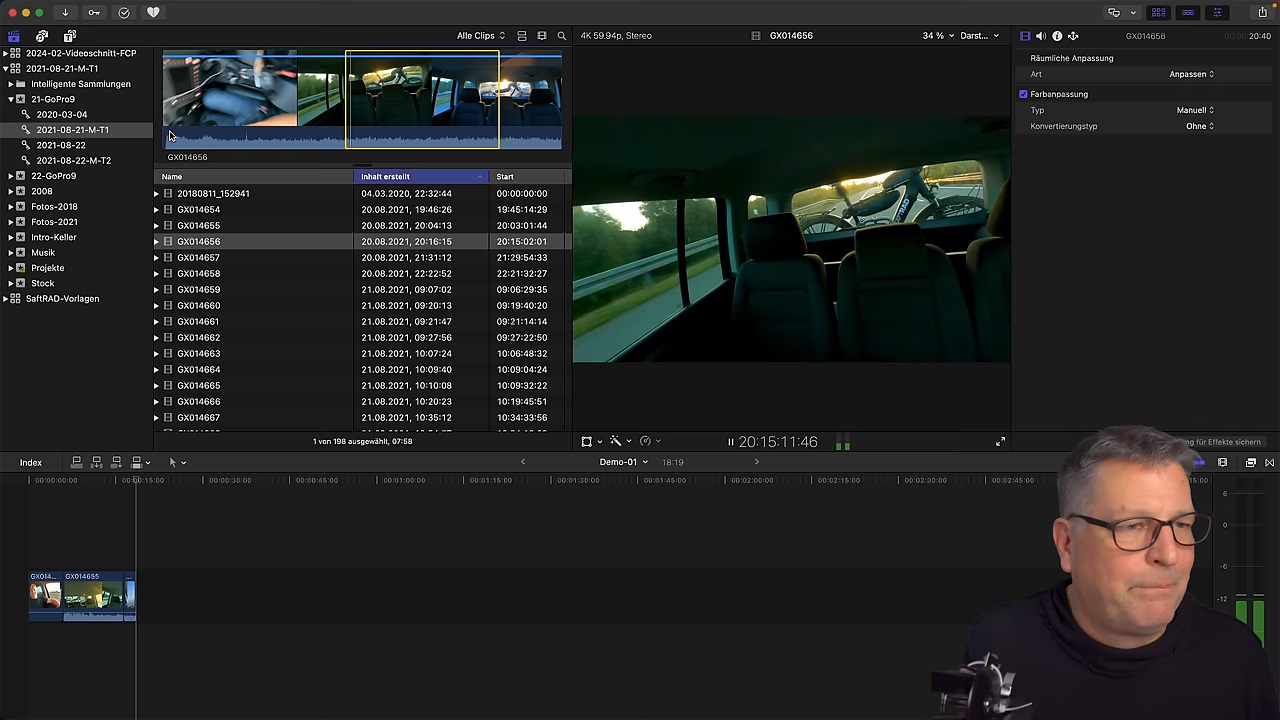 Alle Clips
4K 59.94p, Stereo
GX014656
34 %
Darst...
GX014656
20:40
2024-02-Videoschnitt-FCP
2021-08-21-M-T1
Intelligente Sammlungen
21-GoPro9
2020-03-04
2021-08-21-M-T1
2021-08-22
2021-08-22-M-T2
22-GoPro9
2008
Fotos-2018
Fotos-2021
Intro-Keller
Musik
Projekte
Stock
SaftRAD-Vorlagen
GX014656
Name Inhalt erstellt Start
20180811_152941 04.03.2020, 22:32:44 00:00:00:00
GX014654 20.08.2021, 19:46:26 19:45:14:29
GX014655 20.08.2021, 20:04:13 20:03:01:44
GX014656 20.08.2021, 20:16:15 20:15:02:01
GX014657 20.08.2021, 21:31:12 21:29:54:33
GX014658 20.08.2021, 22:22:52 22:21:32:27
GX014659 21.08.2021, 09:07:02 09:06:29:35
GX014660 21.08.2021, 09:20:13 09:19:40:20
GX014661 21.08.2021, 09:21:47 09:21:14:14
GX014662 21.08.2021, 09:27:56 09:27:22:50
GX014663 21.08.2021, 10:07:24 10:06:48:32
GX014664 21.08.2021, 10:09:40 10:09:04:24
GX014665 21.08.2021, 10:10:08 10:09:32:22
GX014666 21.08.2021, 10:20:23 10:19:45:51
GX014667 21.08.2021, 10:35:12 10:34:33:56
1 von 198 ausgewählt, 07:58
20:15:11:46
Räumliche Anpassung
Art Anpassen
Farbanpassung
Typ Manuell
Konvertierungstyp Ohne
ng für Effekte sichern
Index
Demo-01
18:19
00:00:00:00 00:00:15:00 00:00:30:00 00:00:45:00 00:01:00:00 00:01:15:00 00:01:30:00 00:01:45:00 00:02:00:00 00:02:15:00 00:02:30:00 00:02:45:00
GX014... GX014655 ...
6
0
-6
-12